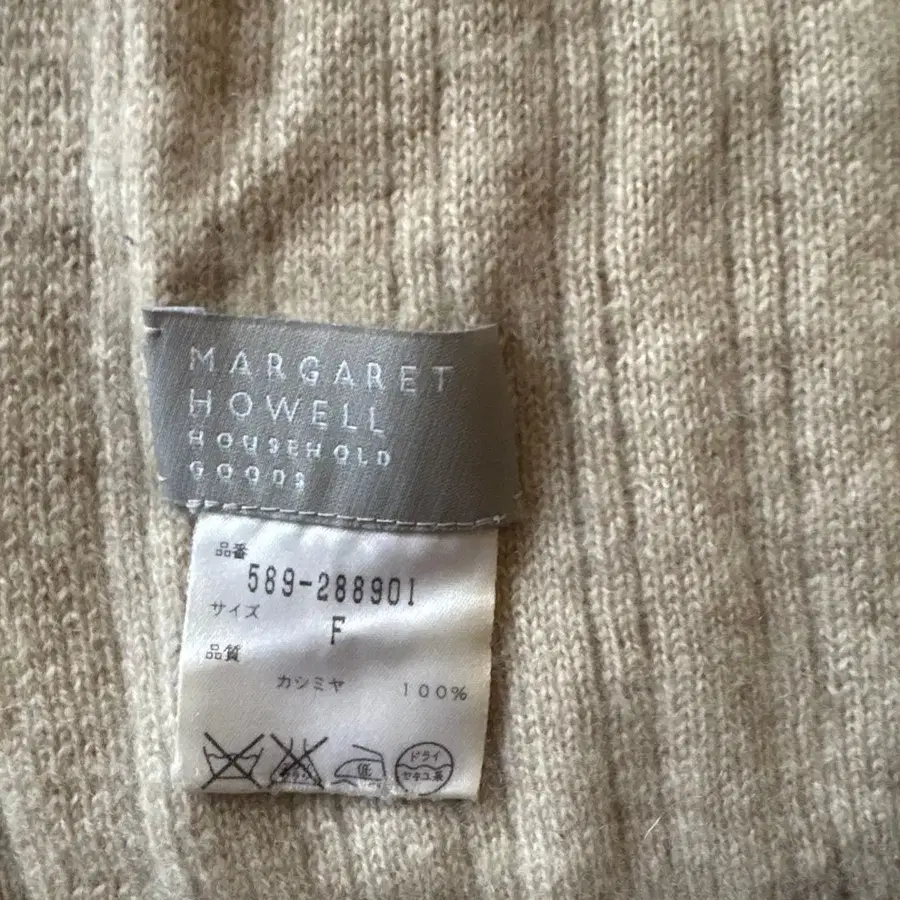 MARGARET
HOWELL
HOUSEHOLD
GOODS
品番
589-288901
サイズ
F
品質
カシミヤ 100%
低
ドライ
セキユ系